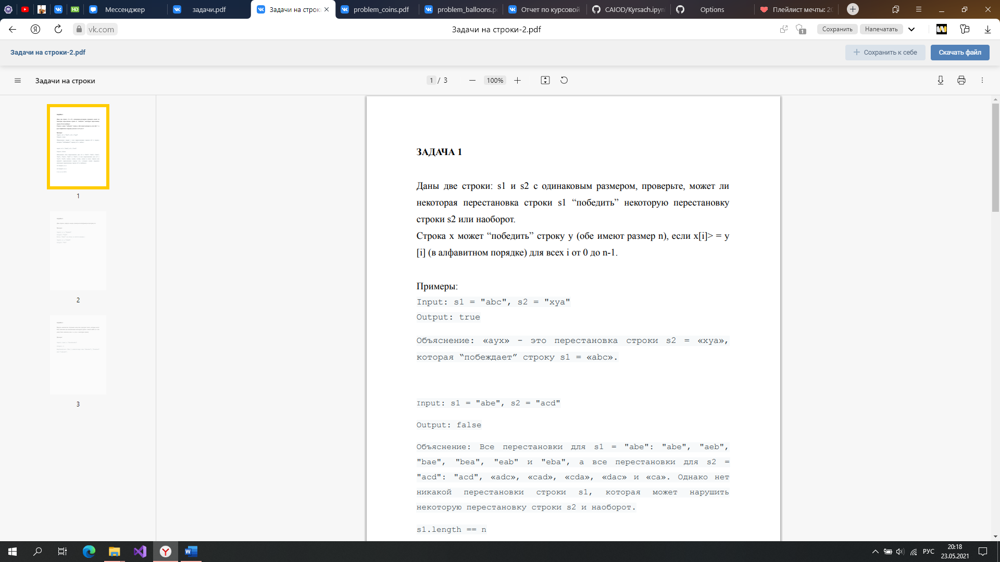 Мессенджер
задачи.pdf
Задачи на строк
problem_coins.pdf
problem_balloons.p
Отчет по курсовой
CAIOD/Kyrsach.ipyn
Options
Плейлист мечты: 20
vk.com
Задачи на строки-2.pdf
1
Сохранить
Напечатать
Задачи на строки-2.pdf
+ Сохранить к себе
Скачать файл
Задачи на строки
1 / 3
100%
1
2
3
ЗАДАЧА 1
Даны две строки: s1 и s2 с одинаковым размером, проверьте, может ли
некоторая перестановка строки s1 “победить” некоторую перестановку
строки s2 или наоборот.
Строка x может “победить” строку y (обе имеют размер n), если x[i]> = y
[i] (в алфавитном порядке) для всех i от 0 до n-1.
Примеры:
Input: s1 = "abc", s2 = "xya"
Output: true
Объяснение: «ayx» - это перестановка строки s2 = «xya»,
которая “побеждает” строку s1 = «abc».
Input: s1 = "abe", s2 = "acd"
Output: false
Объяснение: Все перестановки для s1 = "abe": "abe", "aeb",
"bae", "bea", "eab" и "eba", а все перестановки для s2 =
"acd": "acd", «adc», «cad», «cda», «dac» и «ca». Однако нет
никакой перестановки строки s1, которая может нарушить
некоторую перестановку строки s2 и наоборот.
s1.length == n
HD
W
РУС
20:18
23.05.2021